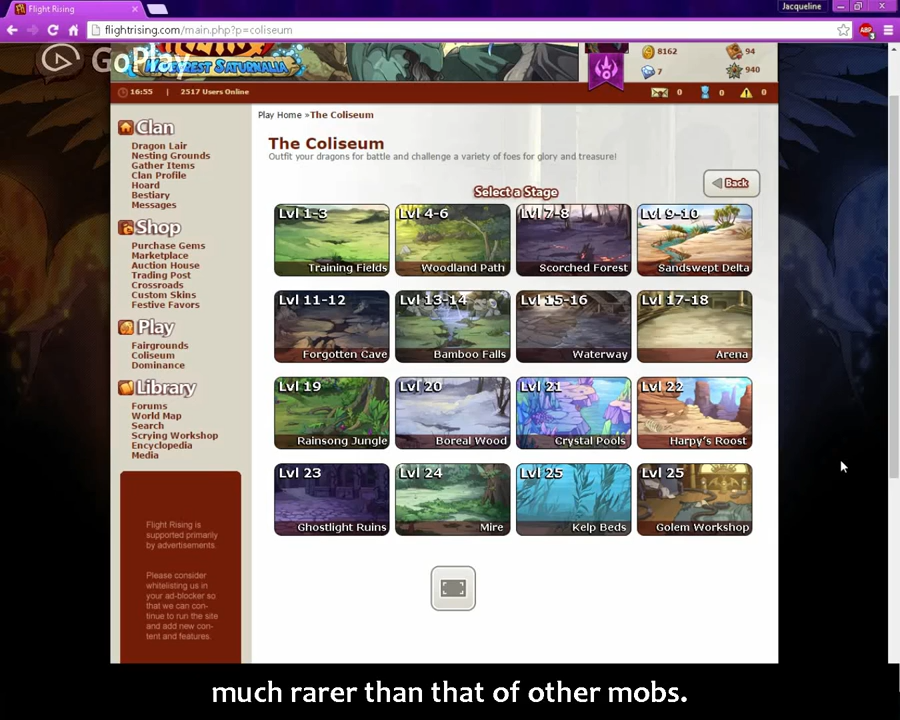 Flight Rising
Jacqueline
flightrising.com/main.php?p=coliseum
GoPlay
8162
94
7
940
16:55 | 2517 Users Online
0
0
0
Clan
Dragon Lair
Nesting Grounds
Gather Items
Clan Profile
Hoard
Bestiary
Messages
Shop
Purchase Gems
Marketplace
Auction House
Trading Post
Crossroads
Custom Skins
Festive Favors
Play
Fairgrounds
Coliseum
Dominance
Library
Forums
World Map
Search
Scrying Workshop
Encyclopedia
Media
Flight Rising is
supported primarily
by advertisements.
Please consider
whitelisting us in
your ad-blocker so
that we can con-
tinue to run the site
and add new con-
tent and features.
Play Home »The Coliseum
The Coliseum
Outfit your dragons for battle and challenge a variety of foes for glory and treasure!
Select a Stage
Back
Lvl 1-3
Training Fields
Lvl 4-6
Woodland Path
Lvl 7-8
Scorched Forest
Lvl 9-10
Sandswept Delta
Lvl 11-12
Forgotten Cave
Lvl 13-14
Bamboo Falls
Lvl 15-16
Waterway
Lvl 17-18
Arena
Lvl 19
Rainsong Jungle
Lvl 20
Boreal Wood
Lvl 21
Crystal Pools
Lvl 22
Harpy's Roost
Lvl 23
Ghostlight Ruins
Lvl 24
Mire
Lvl 25
Kelp Beds
Lvl 25
Golem Workshop
much rarer than that of other mobs.